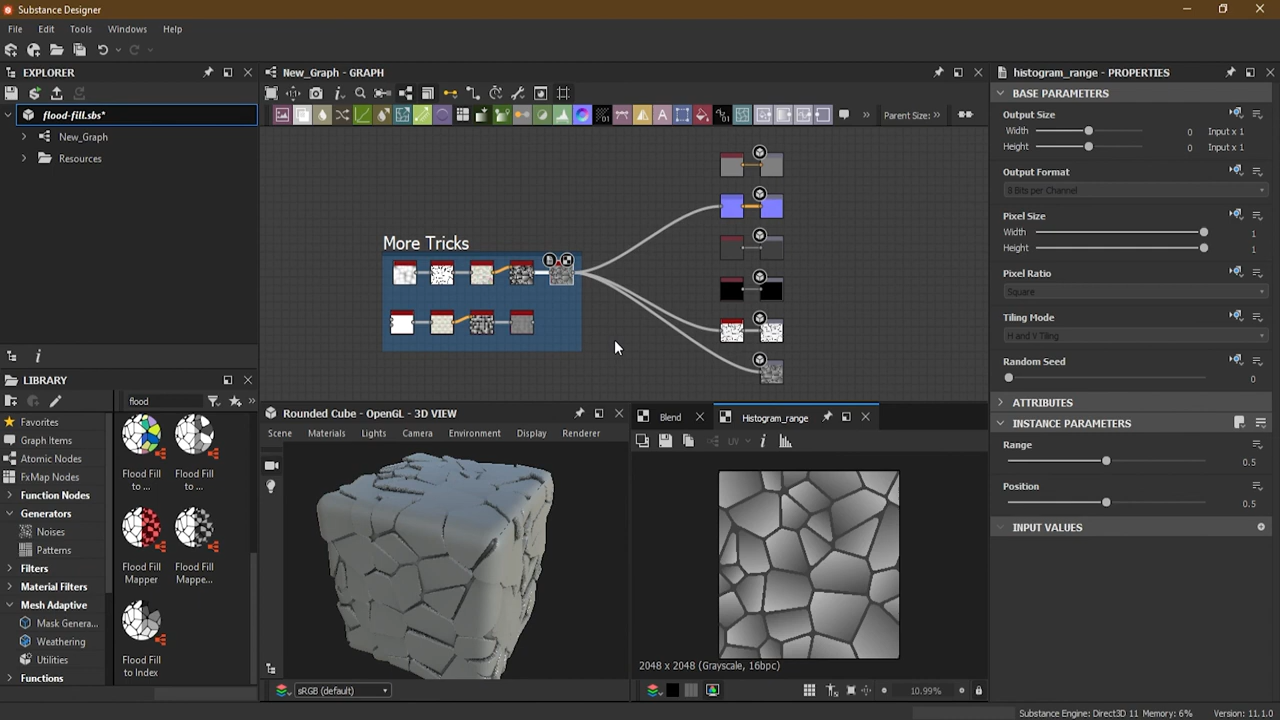 Substance Designer
File Edit Tools Windows Help
EXPLORER
flood-fill.sbs*
New_Graph
Resources
New_Graph - GRAPH
Parent Size: »
More Tricks
histogram_range - PROPERTIES
BASE PARAMETERS
Output Size
Width 0 Input x 1
Height 0 Input x 1
Output Format
8 Bits per Channel
Pixel Size
Width 1
Height 1
Pixel Ratio
Square
Tiling Mode
H and V Tiling
Random Seed
0
ATTRIBUTES
INSTANCE PARAMETERS
Range
0.5
Position
0.5
INPUT VALUES
LIBRARY
flood
Favorites
Graph Items
Atomic Nodes
FxMap Nodes
Function Nodes
Generators
Noises
Patterns
Filters
Material Filters
Mesh Adaptive
Mask Genera...
Weathering
Utilities
Functions
Flood Fill to ...
Flood Fill to ...
Flood Fill Mapper
Flood Fill Mappe...
Flood Fill to Index
Rounded Cube - OpenGL - 3D VIEW
Scene Materials Lights Camera Environment Display Renderer
sRGB (default)
Blend
Histogram_range
UV
2048 x 2048 (Grayscale, 16bpc)
10.99%
Substance Engine: Direct3D 11 Memory: 6% Version: 11.1.0